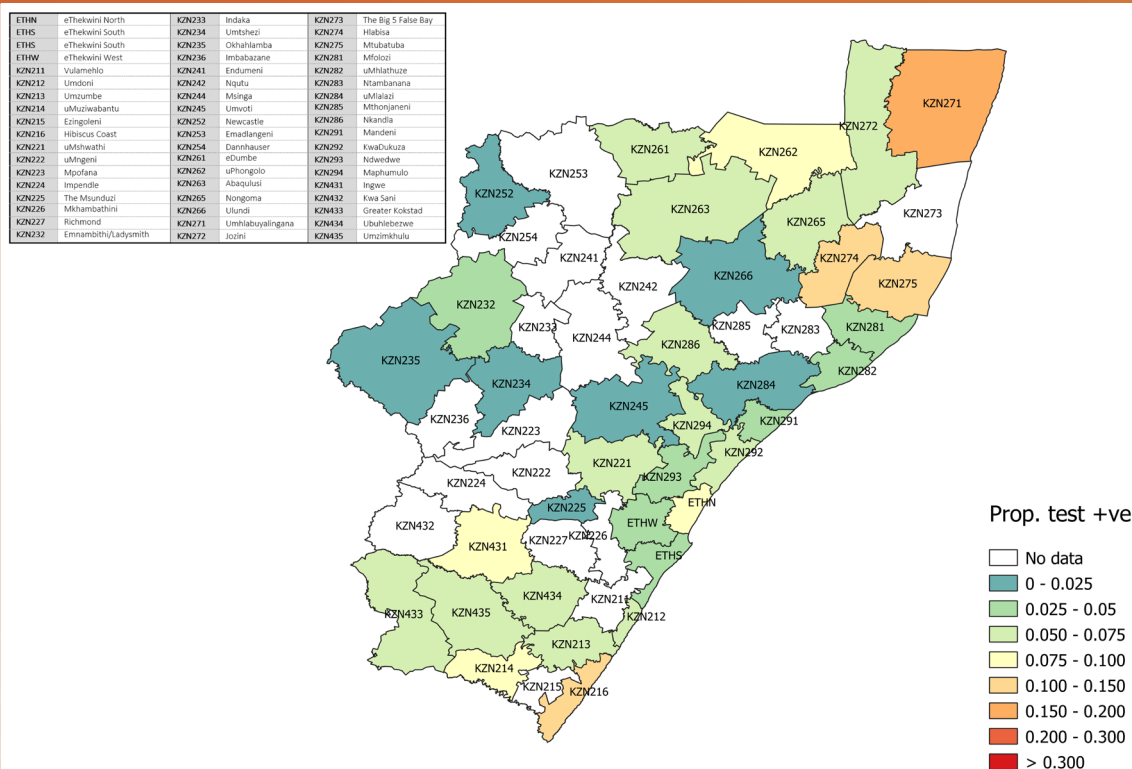 ETHN eThekwini North KZN233 Indaka KZN273 The Big 5 False Bay
ETHS eThekwini South KZN234 Umtshezi KZN274 Hlabisa
ETHS eThekwini South KZN235 Okhahlamba KZN275 Mtubatuba
ETHW eThekwini West KZN236 Imbabazane KZN281 Mfolozi
KZN211 Vulamehlo KZN241 Endumeni KZN282 uMhlathuze
KZN212 Umdoni KZN242 Nqutu KZN283 Ntambanana
KZN213 Umzumbe KZN244 Msinga KZN284 uMlalazi
KZN214 uMuziwabantu KZN245 Umvoti KZN285 Mthonjaneni
KZN215 Ezingoleni KZN252 Newcastle KZN286 Nkandla
KZN216 Hibiscus Coast KZN253 Emadlangeni KZN291 Mandeni
KZN221 uMshwathi KZN254 Dannhauser KZN292 KwaDukuza
KZN222 uMngeni KZN261 eDumbe KZN293 Ndwedwe
KZN223 Mpofana KZN262 uPhongolo KZN294 Maphumulo
KZN224 Impendle KZN263 Abaqulusi KZN431 Ingwe
KZN225 The Msunduzi KZN265 Nongoma KZN432 Kwa Sani
KZN226 Mkhambathini KZN266 Ulundi KZN433 Greater Kokstad
KZN227 Richmond KZN271 Umhlabuyalingana KZN434 Ubuhlebezwe
KZN232 Emnambithi/Ladysmith KZN272 Jozini KZN435 Umzimkhulu
KZN271
KZN272
KZN261
KZN262
KZN253
KZN252
KZN263
KZN273
KZN265
KZN254
KZN241
KZN274
KZN266
KZN275
KZN242
KZN232
KZN233
KZN285
KZN283
KZN281
KZN244
KZN286
KZN235
KZN282
KZN234
KZN284
KZN245
KZN236
KZN291
KZN294
KZN223
KZN292
KZN221
KZN222
KZN293
KZN224
ETHN
KZN225
KZN432
ETHW
KZN227
KZN226
KZN431
ETHS
KZN434
KZN211
KZN433
KZN435
KZN212
KZN213
KZN214
KZN215
KZN216
Prop. test +ve
No data
0 - 0.025
0.025 - 0.05
0.050 - 0.075
0.075 - 0.100
0.100 - 0.150
0.150 - 0.200
0.200 - 0.300
> 0.300